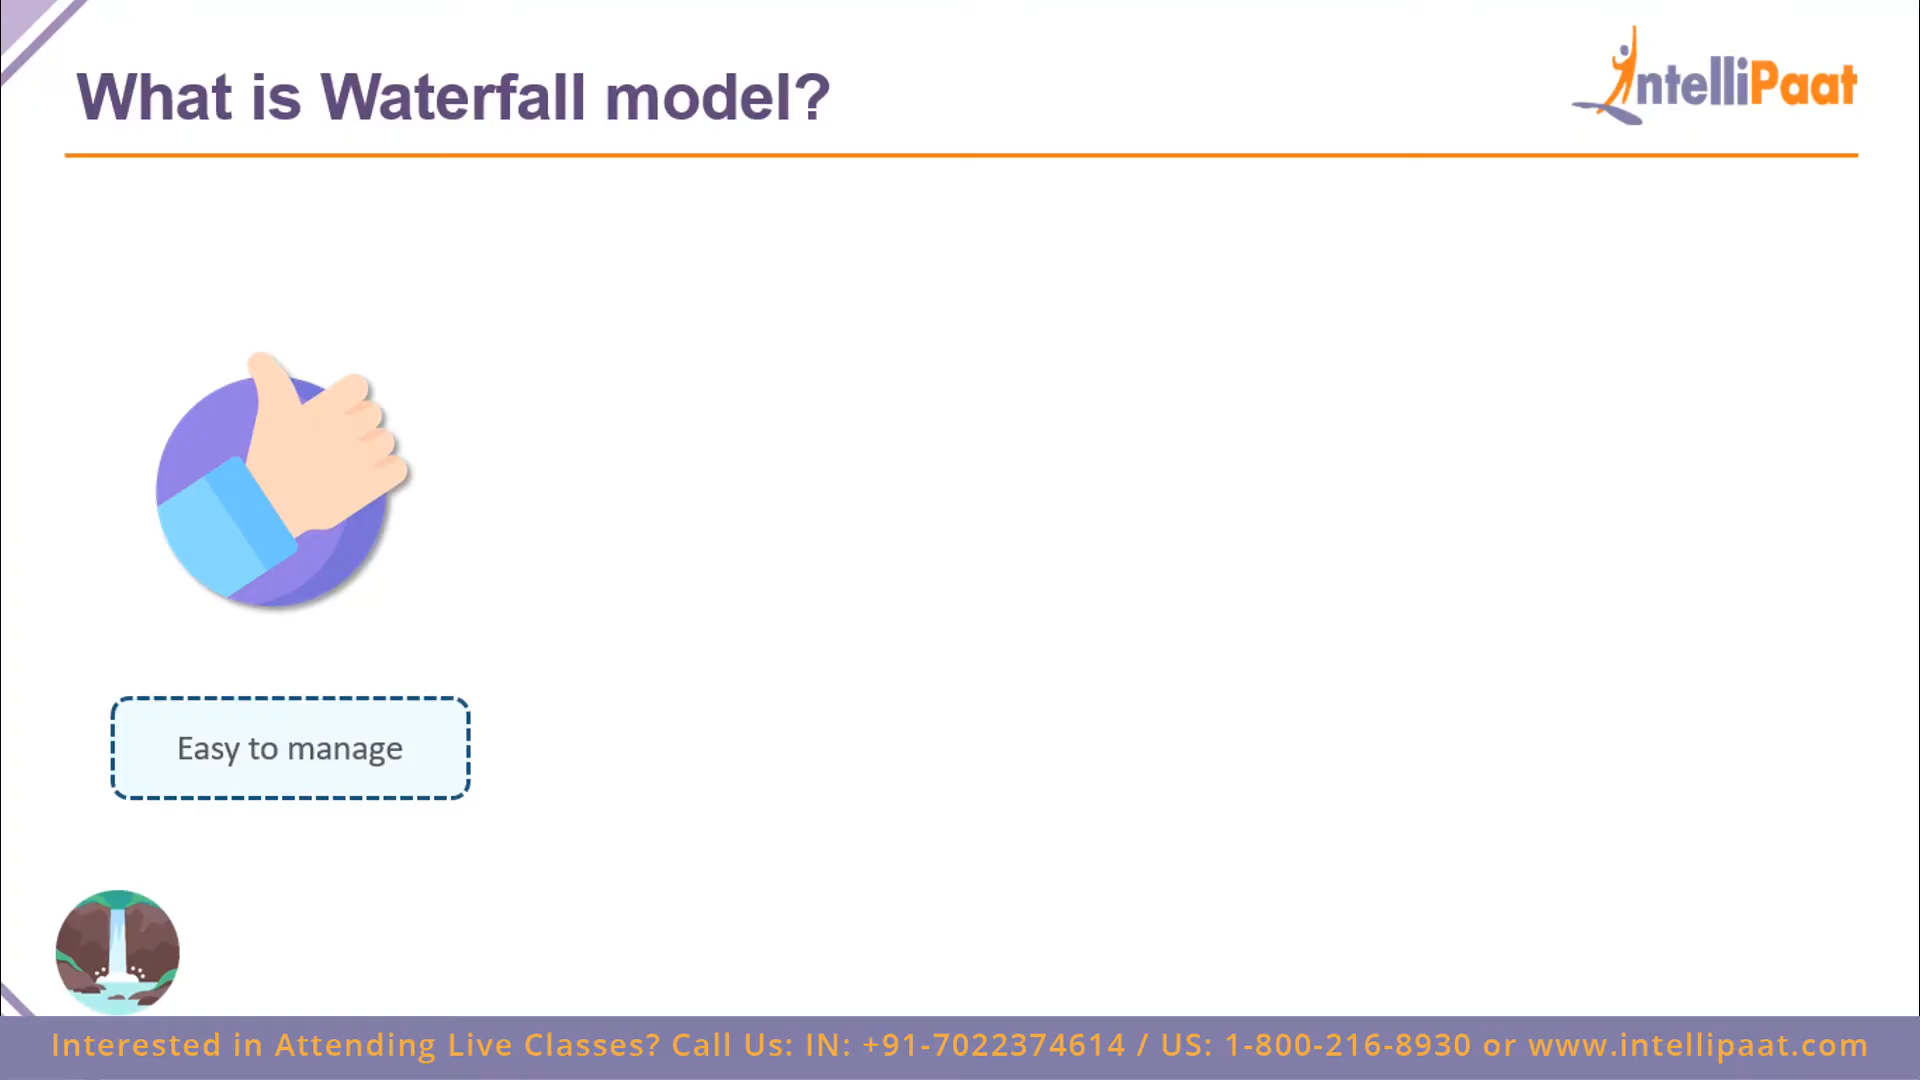 What is Waterfall model?
IntelliPaat
Easy to manage
Interested in Attending Live Classes? Call Us: IN: +91-7022374614 / US: 1-800-216-8930 or www.intellipaat.com